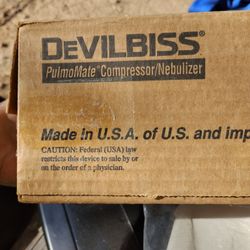 DEVILBISS®
PulmoMate™ Compressor/Nebulizer
Made in U.S.A. of U.S. and imp
CAUTION: Federal (USA) law
restricts this device to sale by or
on the order of a physician.